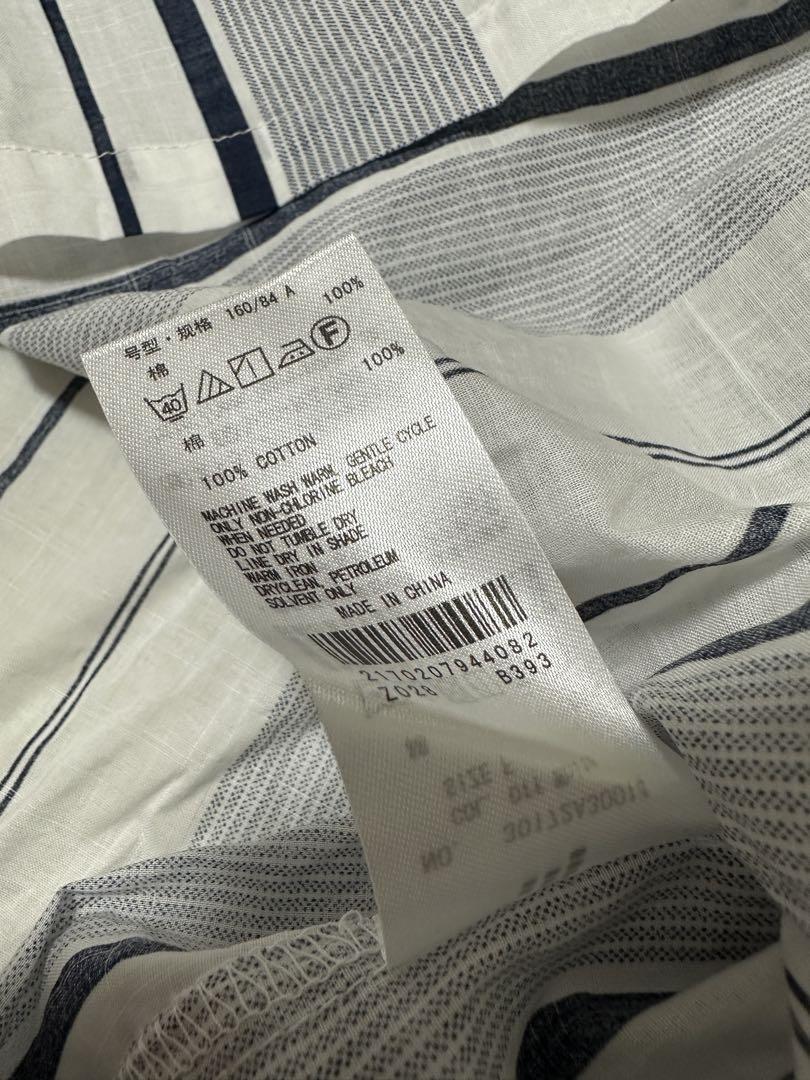 号型・规格 160/84 A
棉 100%
40 F
棉 100%
100% COTTON
MACHINE WASH WARM, GENTLE CYCLE
ONLY NON-CHLORINE BLEACH
WHEN NEEDED
DO NOT TUMBLE DRY
LINE DRY IN SHADE
WARM IRON
DRYCLEAN, PETROLEUM
SOLVENT ONLY
MADE IN CHINA
2170207944082
Z028 B393